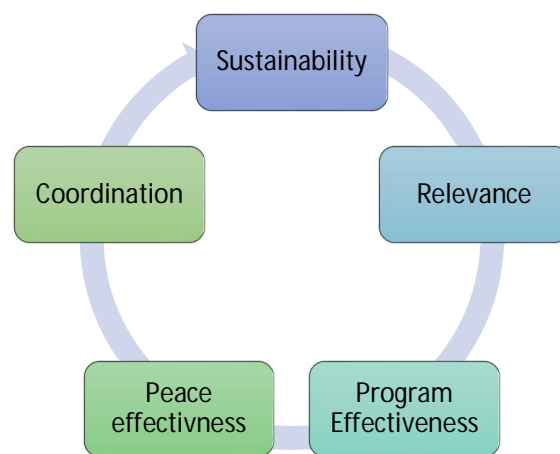 Sustainability
Relevance
Program
Effectiveness
Peace
effectivness
Coordination